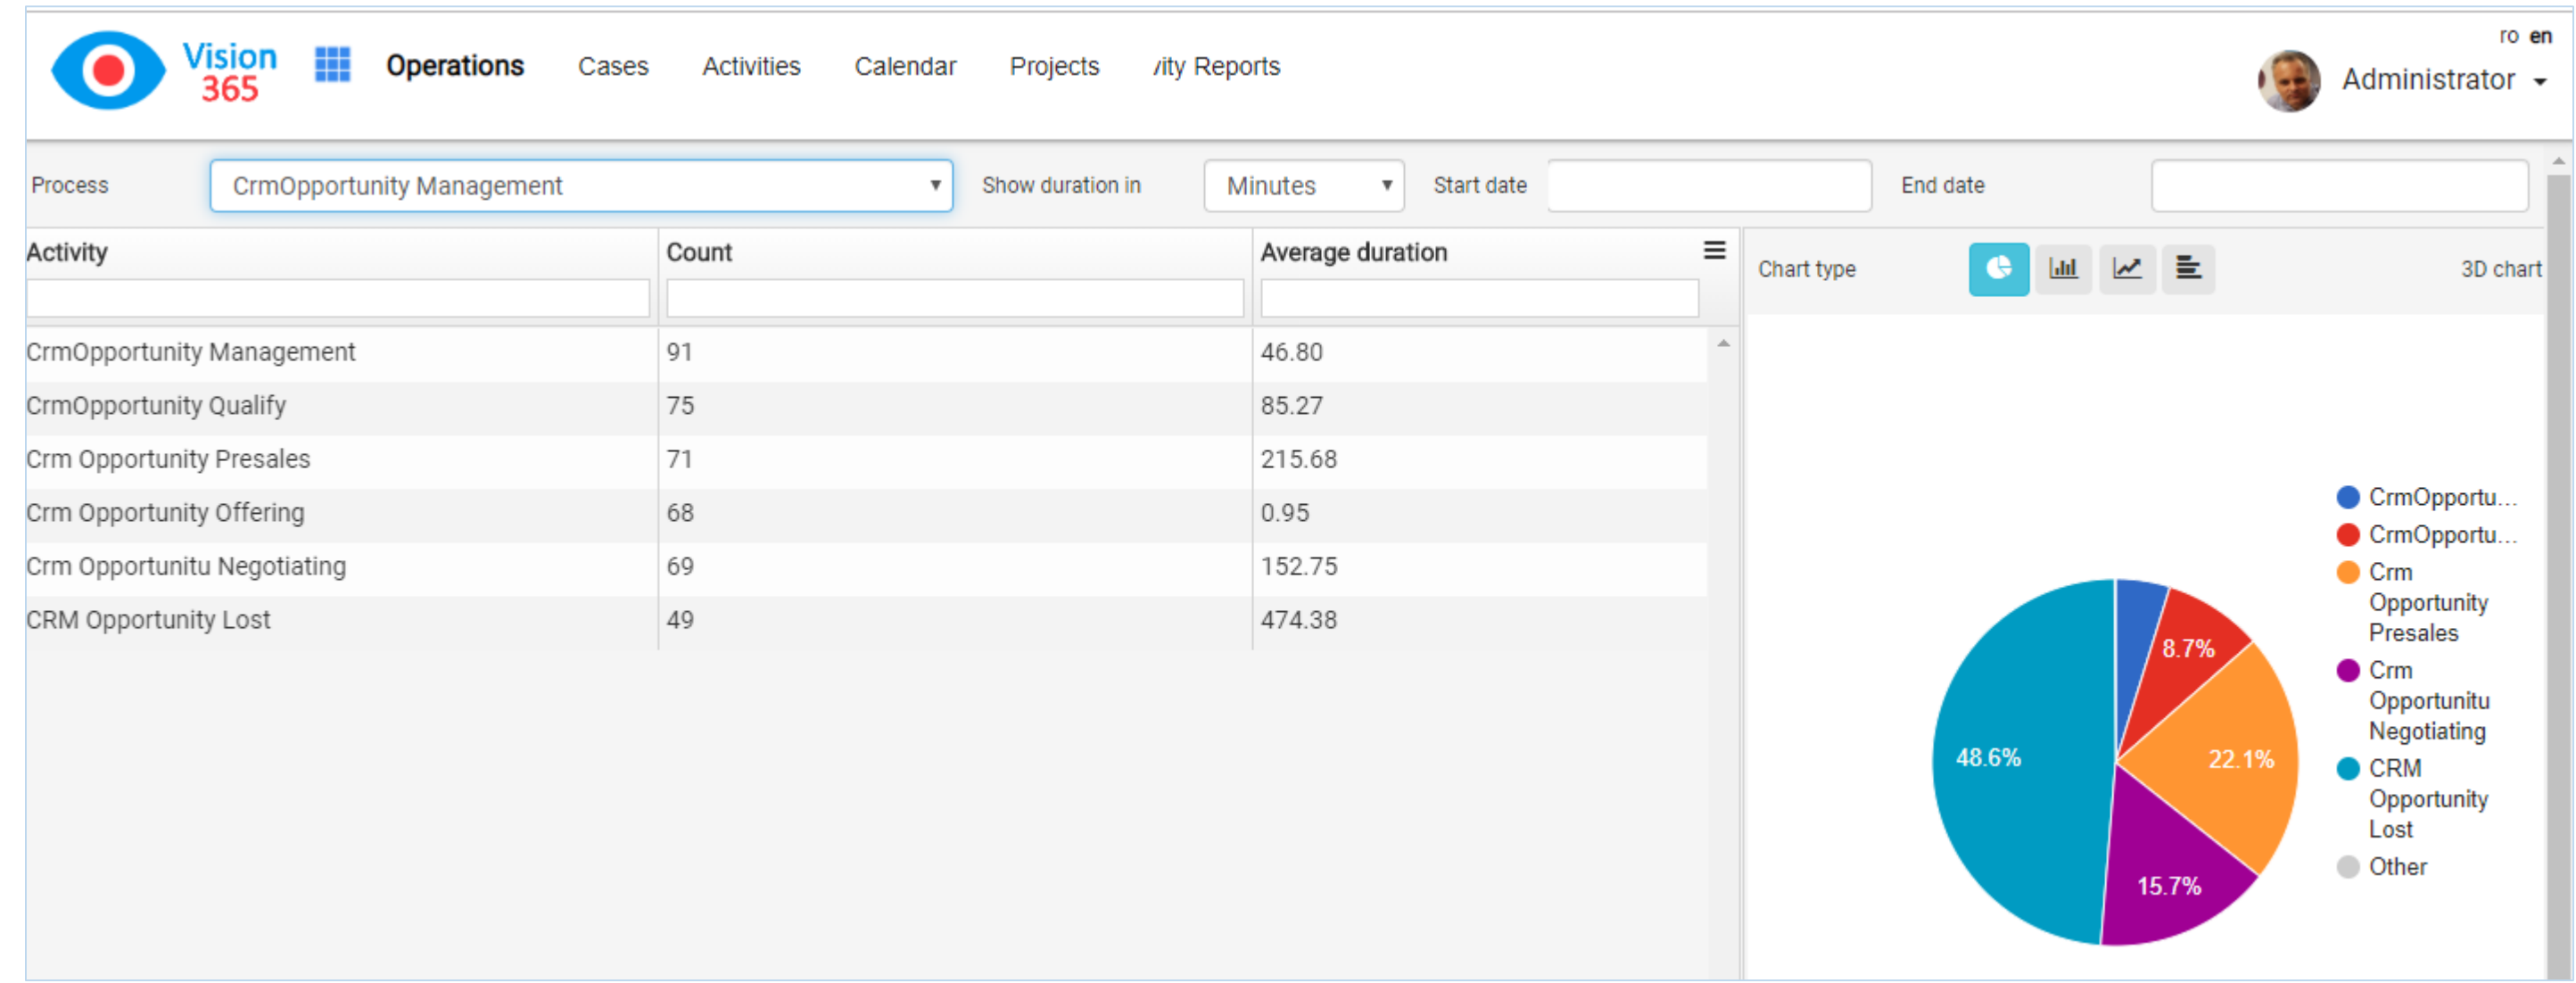 ro en
Vision
365
Operations Cases Activities Calendar Projects ity Reports
Administrator
Process CrmOpportunity Management Show duration in Minutes Start date End date
Activity Count Average duration
Chart type 3D chart
CrmOpportunity Management 91 46.80
CrmOpportunity Qualify 75 85.27
Crm Opportunity Presales 71 215.68
Crm Opportunity Offering 68 0.95
Crm Opportunitu Negotiating 69 152.75
CRM Opportunity Lost 49 474.38
CrmOpportu...
CrmOpportu...
Crm
Opportunity
Presales
Crm
Opportunitu
Negotiating
CRM
Opportunity
Lost
Other
8.7%
22.1%
15.7%
48.6%